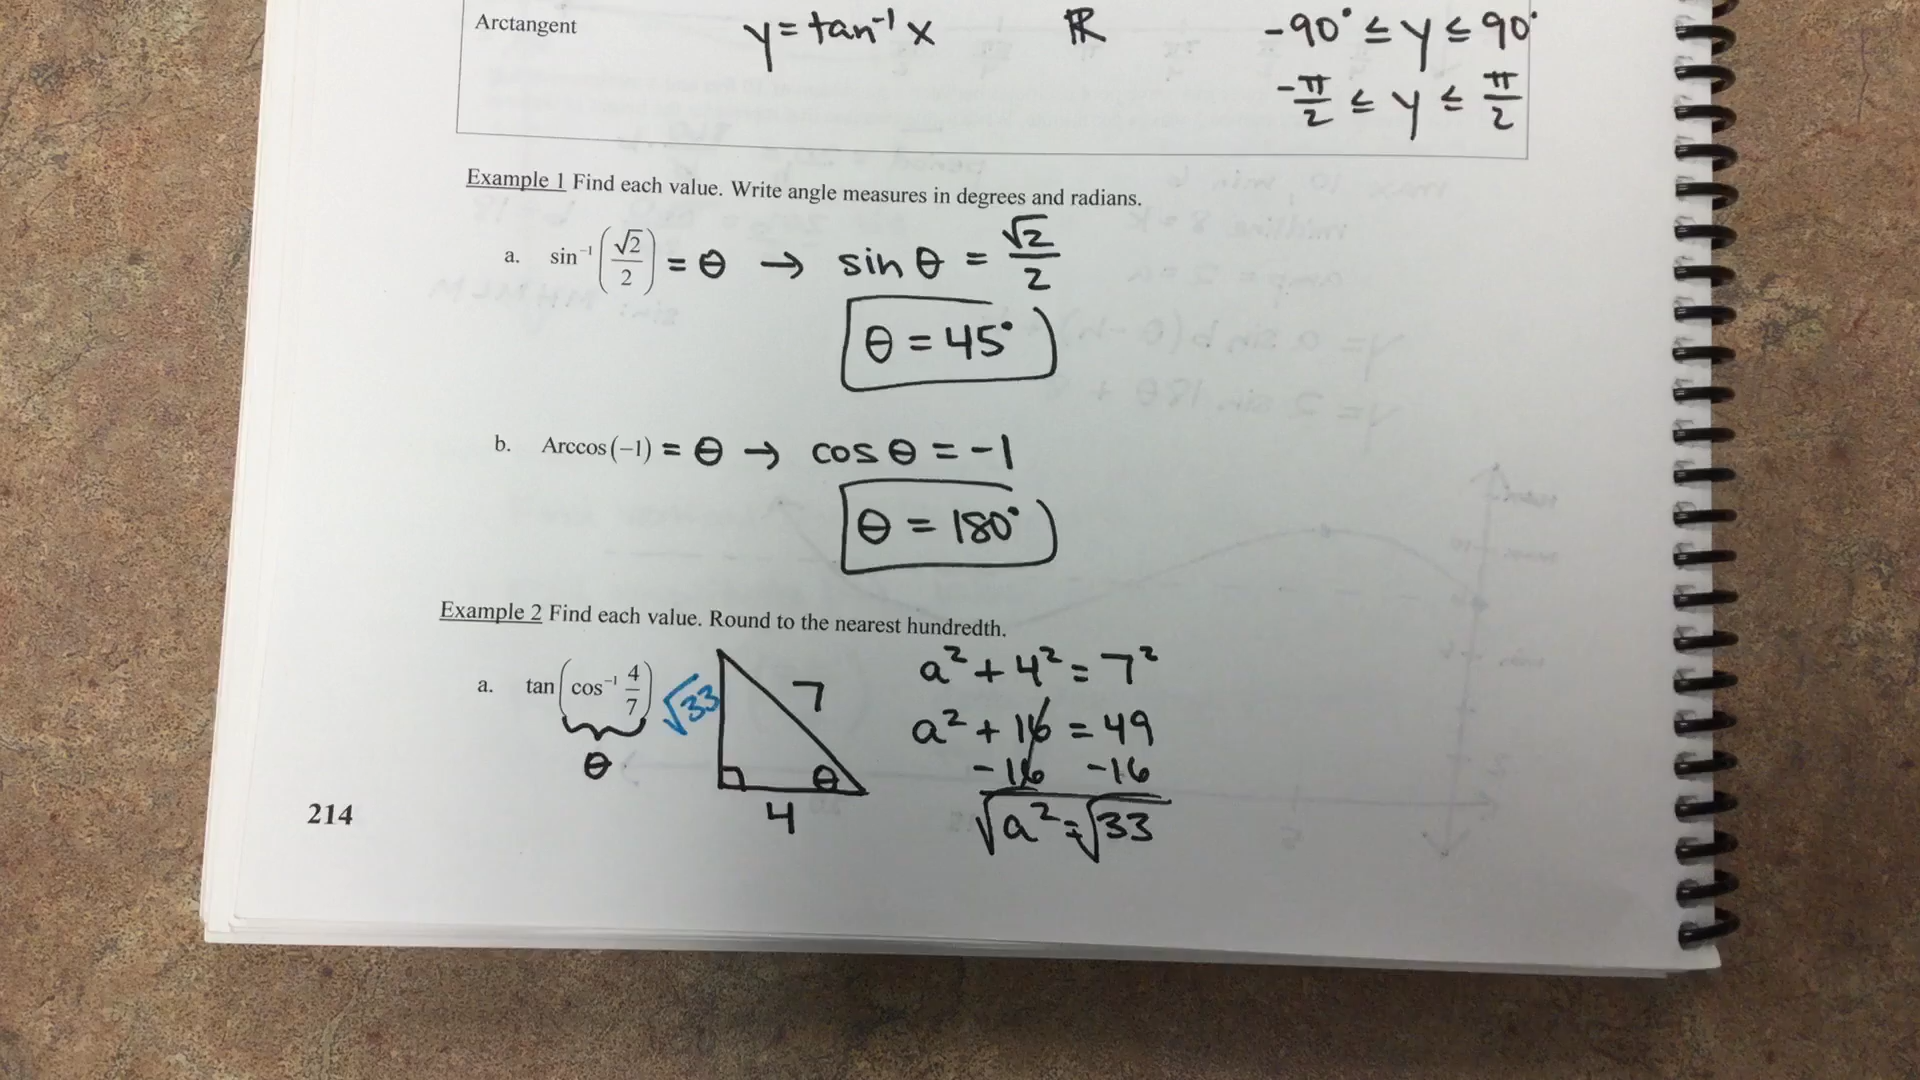 Arctangent y = tan⁻¹ x ℝ -90° ≤ y ≤ 90°
-π/2 ≤ y ≤ π/2
Example 1 Find each value. Write angle measures in degrees and radians.
a. sin⁻¹(√2/2) = θ → sin θ = √2/2
θ = 45°
b. Arccos(−1) = θ → cos θ = -1
θ = 180°
Example 2 Find each value. Round to the nearest hundredth.
a. tan(cos⁻¹ 4/7) √33 7 a² + 4² = 7²
a² + 16 = 49
θ θ -16 -16
4 √a² = √33
214